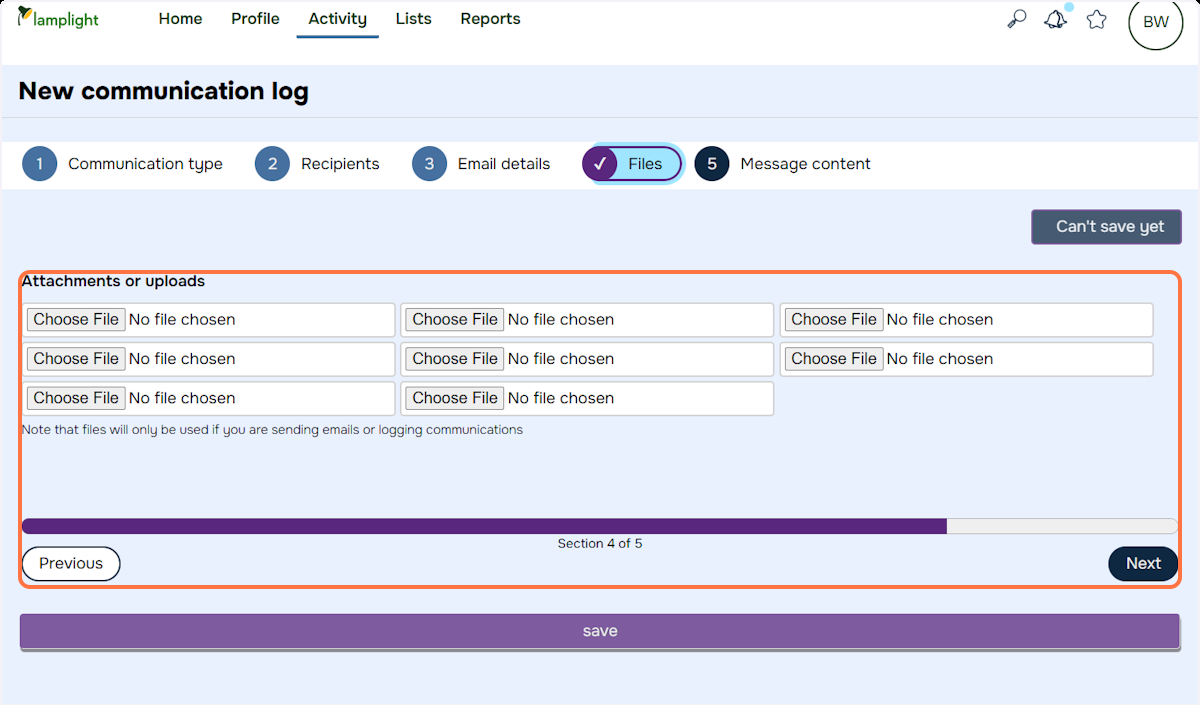 lamplight Home Profile Activity Lists Reports BW
New communication log
1 Communication type 2 Recipients 3 Email details ✓ Files 5 Message content
Can't save yet
Attachments or uploads
Choose File No file chosen Choose File No file chosen Choose File No file chosen
Choose File No file chosen Choose File No file chosen Choose File No file chosen
Choose File No file chosen Choose File No file chosen
Note that files will only be used if you are sending emails or logging communications
Section 4 of 5
Previous Next
save